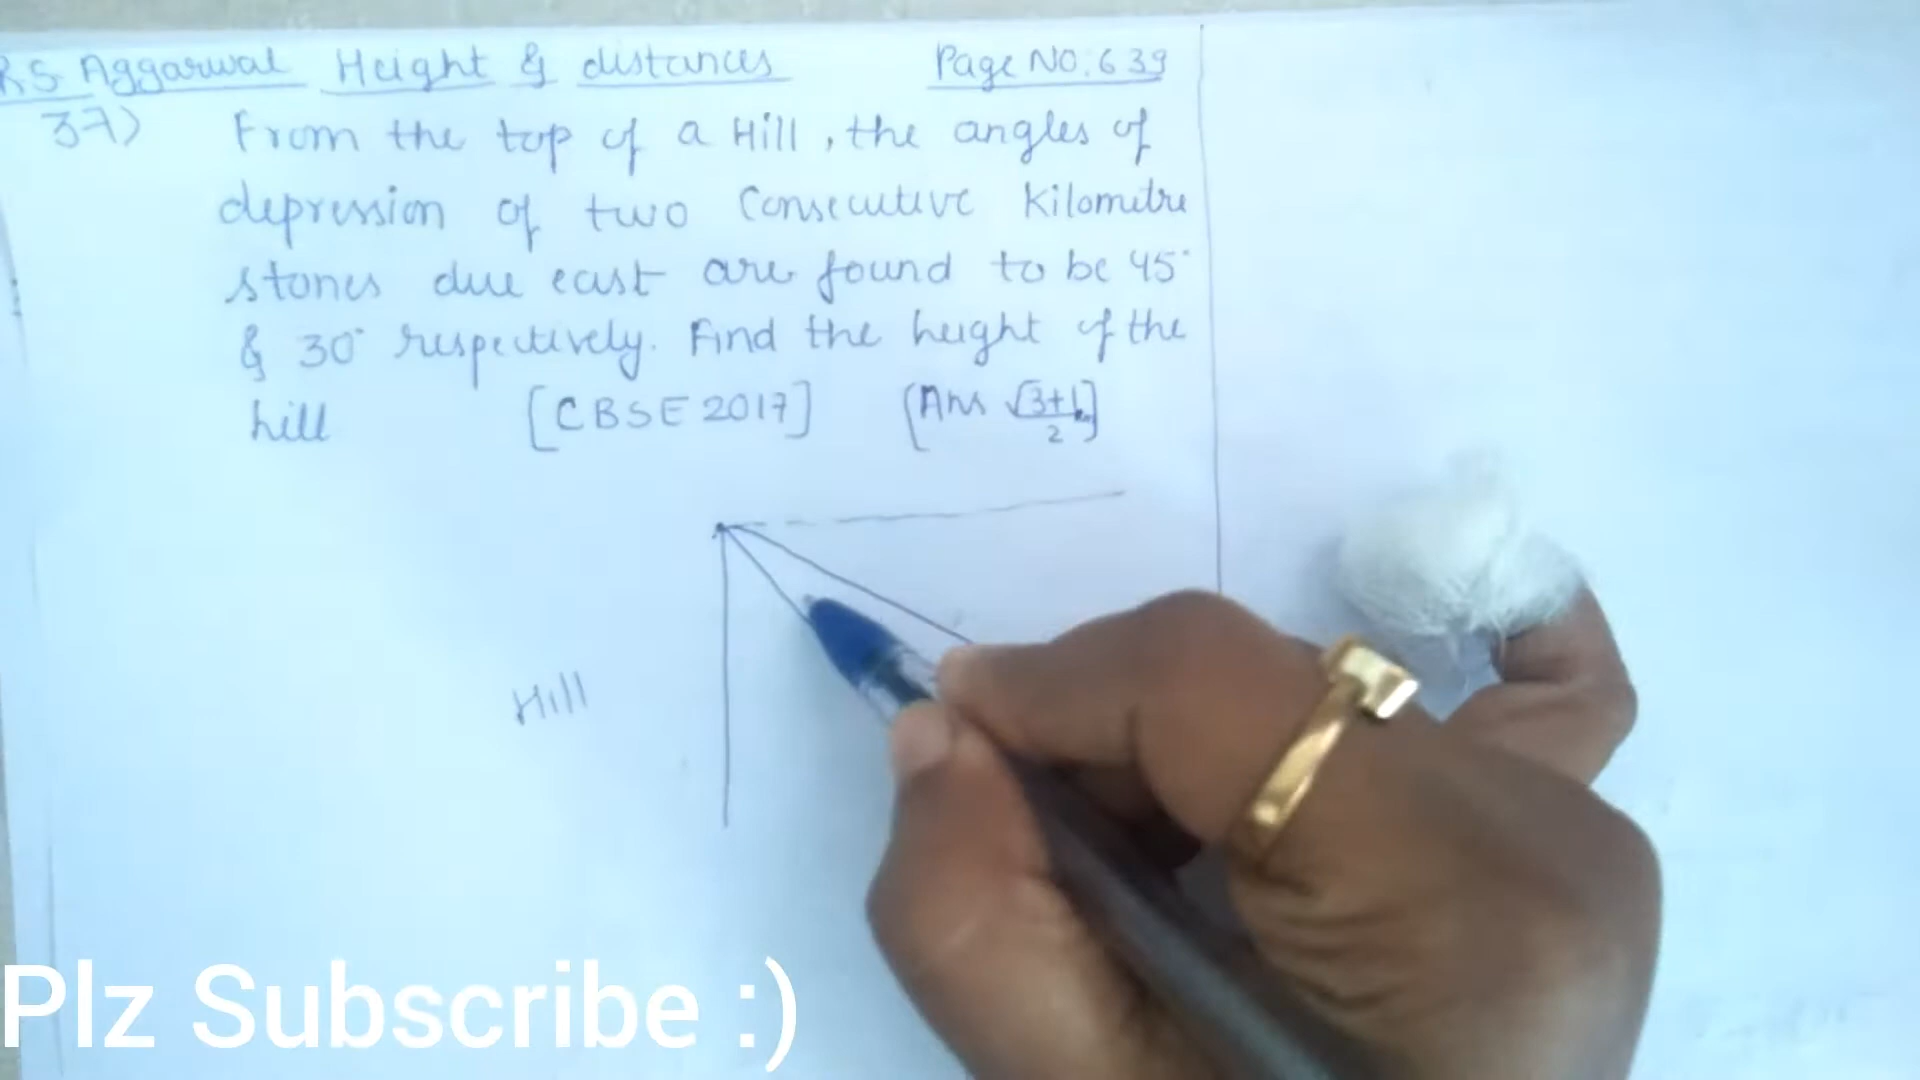 RS Aggarwal Height & distances Page No. 639
37) From the top of a Hill, the angles of
depression of two Consecutive Kilometre
stones due east are found to be 45°
& 30° respectively. Find the height of the
hill [CBSE 2017] [Ans √3+1/2 km]
Hill
Plz Subscribe :)